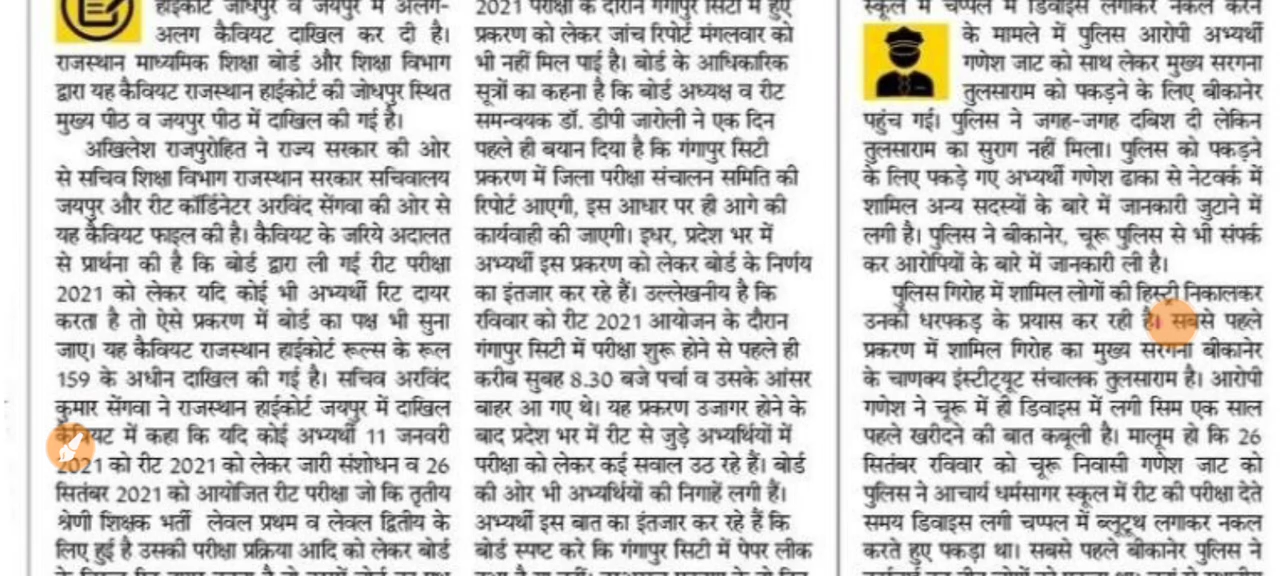 हाईकोर्ट जोधपुर व जयपुर में अलग-
अलग कैवियट दाखिल कर दी है।
राजस्थान माध्यमिक शिक्षा बोर्ड और शिक्षा विभाग
द्वारा यह कैवियट राजस्थान हाईकोर्ट की जोधपुर स्थित
मुख्य पीठ व जयपुर पीठ में दाखिल की गई है।
अखिलेश राजपुरोहित ने राज्य सरकार की ओर
से सचिव शिक्षा विभाग राजस्थान सरकार सचिवालय
जयपुर और रीट कॉर्डिनेटर अरविंद सेंगवा की ओर से
यह कैवियट फाइल की है। कैवियट के जरिये अदालत
से प्रार्थना की है कि बोर्ड द्वारा ली गई रीट परीक्षा
2021 को लेकर यदि कोई भी अभ्यर्थी रिट दायर
करता है तो ऐसे प्रकरण में बोर्ड का पक्ष भी सुना
जाए। यह कैवियट राजस्थान हाईकोर्ट रूल्स के रूल
159 के अधीन दाखिल की गई है। सचिव अरविंद
कुमार सेंगवा ने राजस्थान हाईकोर्ट जयपुर में दाखिल
कैवियट में कहा कि यदि कोई अभ्यर्थी 11 जनवरी
2021 को रीट 2021 को लेकर जारी संशोधन व 26
सितंबर 2021 को आयोजित रीट परीक्षा जो कि तृतीय
श्रेणी शिक्षक भर्ती लेवल प्रथम व लेवल द्वितीय के
लिए हुई है उसकी परीक्षा प्रक्रिया आदि को लेकर बोर्ड
2021 परीक्षा के दौरान गंगापुर सिटी में हुए
प्रकरण को लेकर जांच रिपोर्ट मंगलवार को
भी नहीं मिल पाई है। बोर्ड के आधिकारिक
सूत्रों का कहना है कि बोर्ड अध्यक्ष व रीट
समन्वयक डॉ. डीपी जारोली ने एक दिन
पहले ही बयान दिया है कि गंगापुर सिटी
प्रकरण में जिला परीक्षा संचालन समिति की
रिपोर्ट आएगी, इस आधार पर ही आगे की
कार्यवाही की जाएगी। इधर, प्रदेश भर में
अभ्यर्थी इस प्रकरण को लेकर बोर्ड के निर्णय
का इंतजार कर रहे हैं। उल्लेखनीय है कि
रविवार को रीट 2021 आयोजन के दौरान
गंगापुर सिटी में परीक्षा शुरू होने से पहले ही
करीब सुबह 8.30 बजे पर्चा व उसके आंसर
बाहर आ गए थे। यह प्रकरण उजागर होने के
बाद प्रदेश भर में रीट से जुड़े अभ्यर्थियों में
परीक्षा को लेकर कई सवाल उठ रहे हैं। बोर्ड
की ओर भी अभ्यर्थियों की निगाहें लगी हैं।
अभ्यर्थी इस बात का इंतजार कर रहे हैं कि
बोर्ड स्पष्ट करे कि गंगापुर सिटी में पेपर लीक
स्कूल में चप्पल में डिवाइस लगाकर नकल करने
के मामले में पुलिस आरोपी अभ्यर्थी
गणेश जाट को साथ लेकर मुख्य सरगना
तुलसाराम को पकड़ने के लिए बीकानेर
पहुंच गई। पुलिस ने जगह-जगह दबिश दी लेकिन
तुलसाराम का सुराग नहीं मिला। पुलिस को पकड़ने
के लिए पकड़े गए अभ्यर्थी गणेश ढाका से नेटवर्क में
शामिल अन्य सदस्यों के बारे में जानकारी जुटाने में
लगी है। पुलिस ने बीकानेर, चूरू पुलिस से भी संपर्क
कर आरोपियों के बारे में जानकारी ली है।
पुलिस गिरोह में शामिल लोगों की हिस्ट्री निकालकर
उनकी धरपकड़ के प्रयास कर रही है। सबसे पहले
प्रकरण में शामिल गिरोह का मुख्य सरगना बीकानेर
के चाणक्य इंस्टीट्यूट संचालक तुलसाराम है। आरोपी
गणेश ने चूरू में ही डिवाइस में लगी सिम एक साल
पहले खरीदने की बात कबूली है। मालूम हो कि 26
सितंबर रविवार को चूरू निवासी गणेश जाट को
पुलिस ने आचार्य धर्मसागर स्कूल में रीट की परीक्षा देते
समय डिवाइस लगी चप्पल में ब्लूटूथ लगाकर नकल
करते हुए पकड़ा था। सबसे पहले बीकानेर पुलिस ने